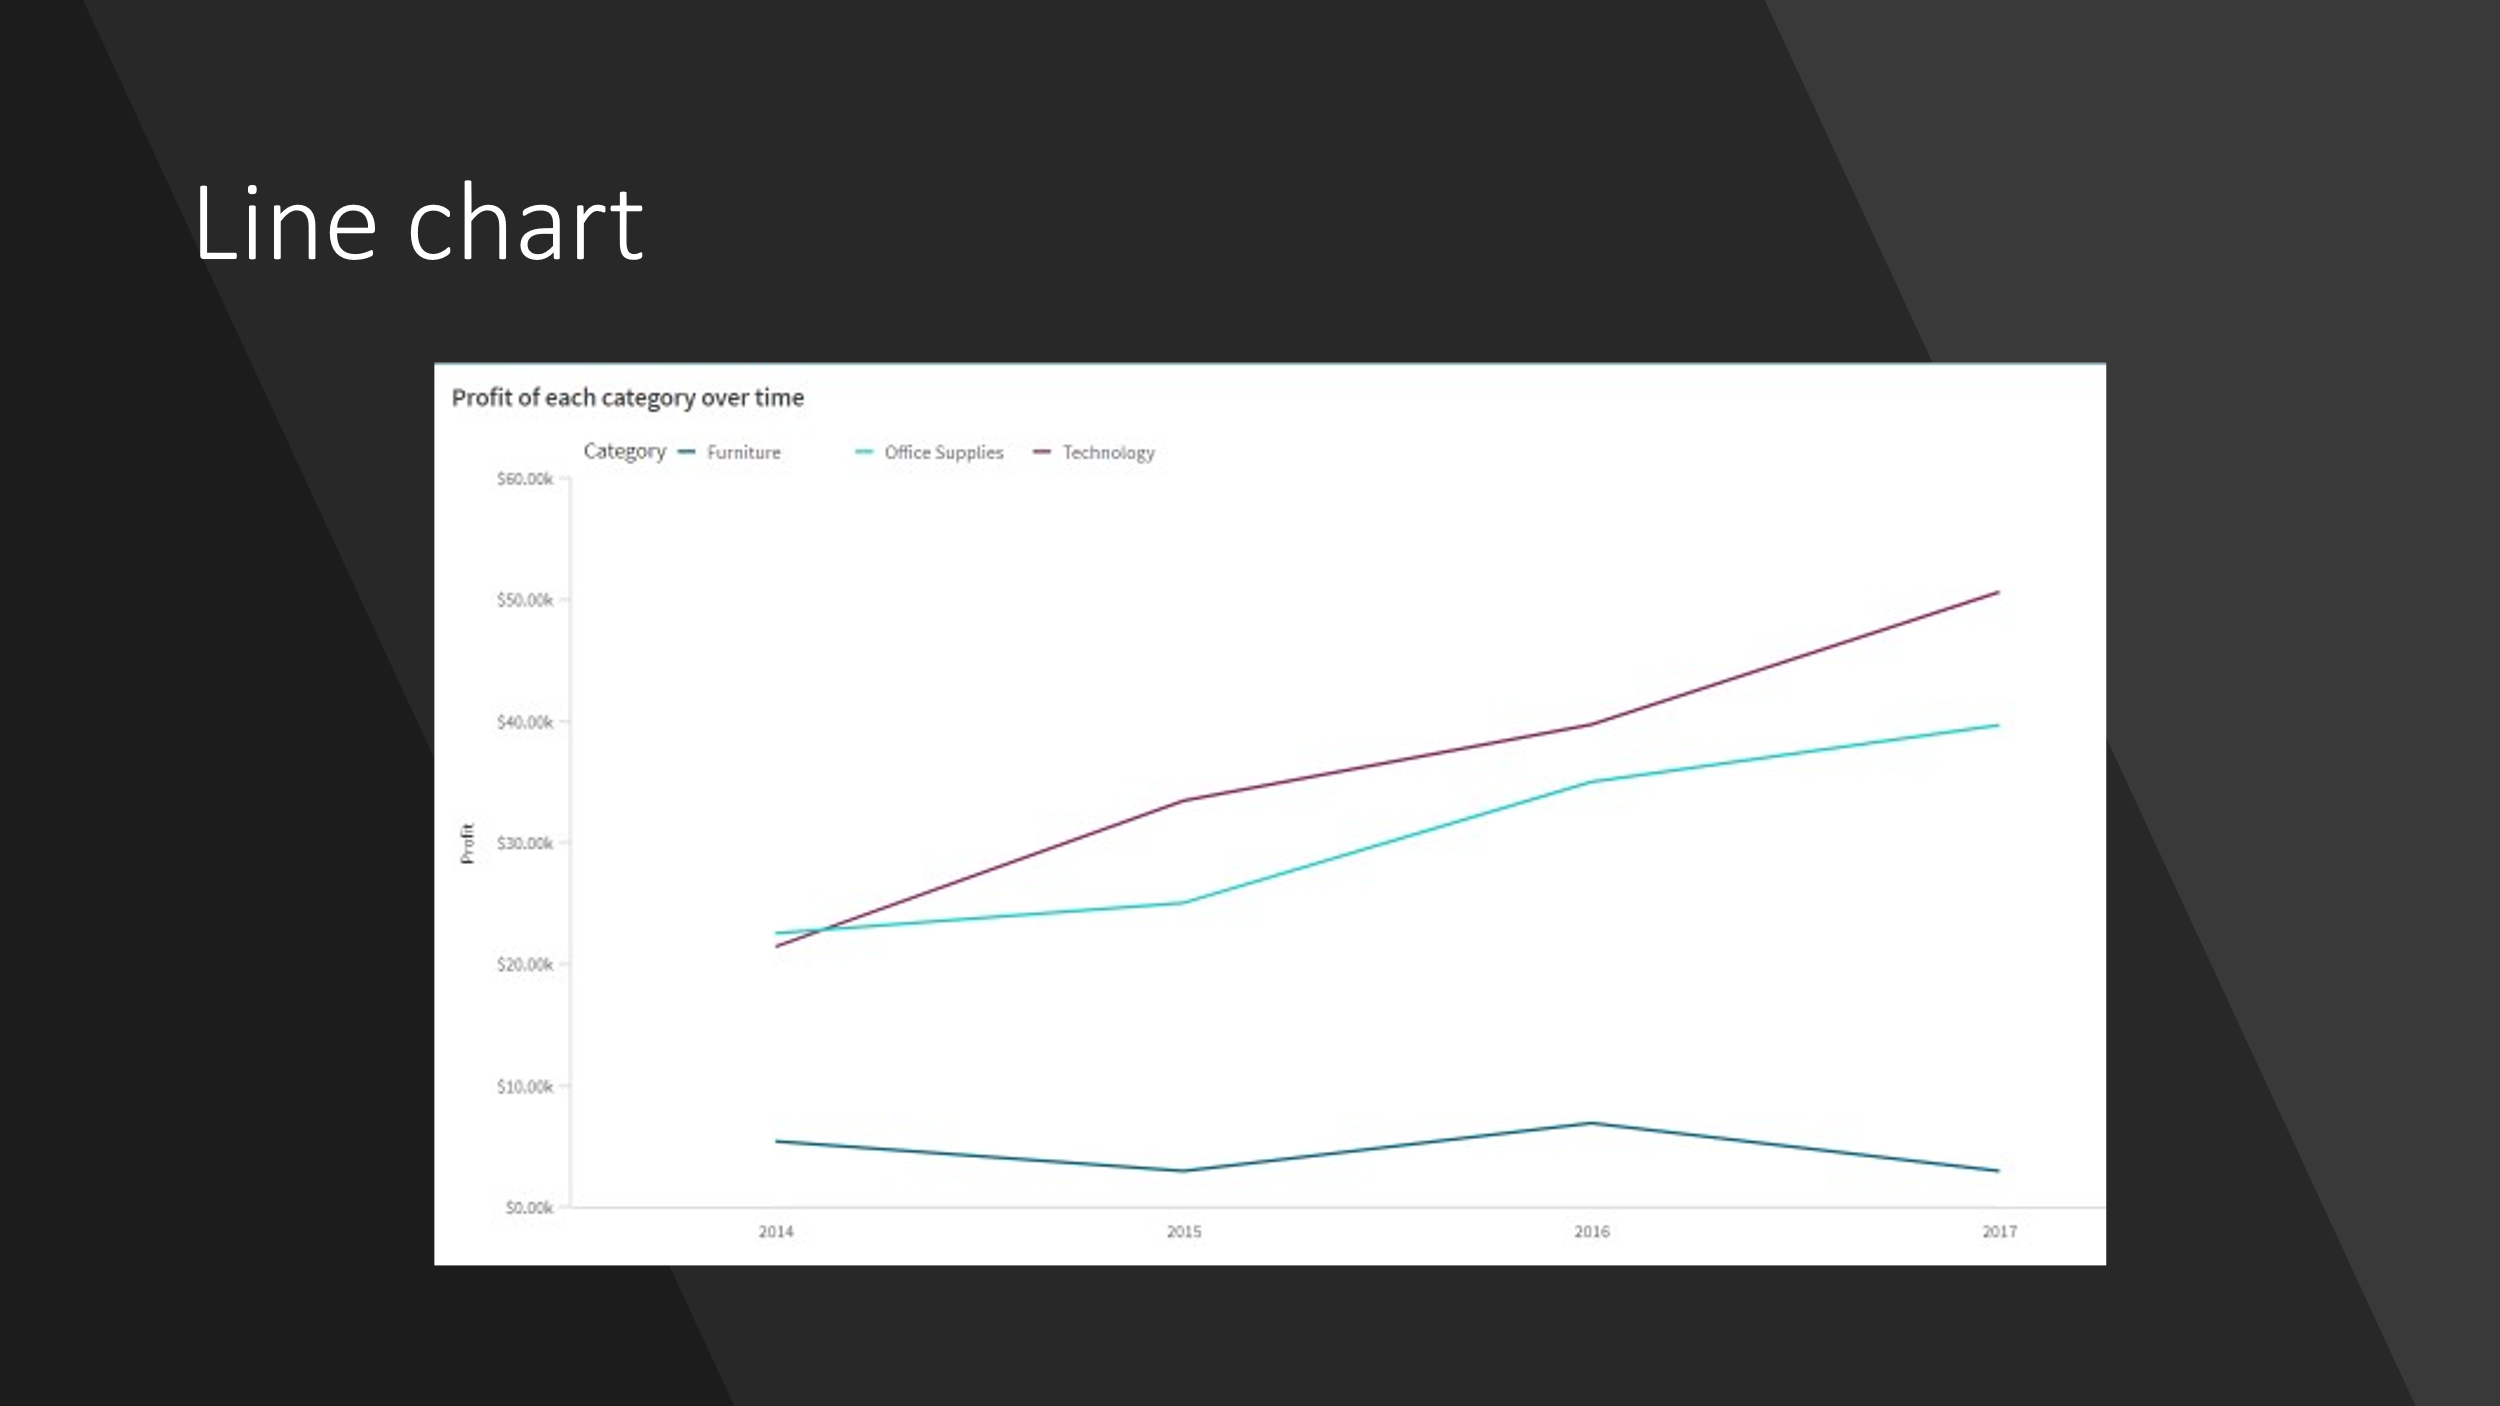 Line chart
Profit of each category over time
Category Furniture Office Supplies Technology
$60.00k
$50.00k
$40.00k
$30.00k
$20.00k
$10.00k
$0.00k
Profit
2014 2015 2016 2017